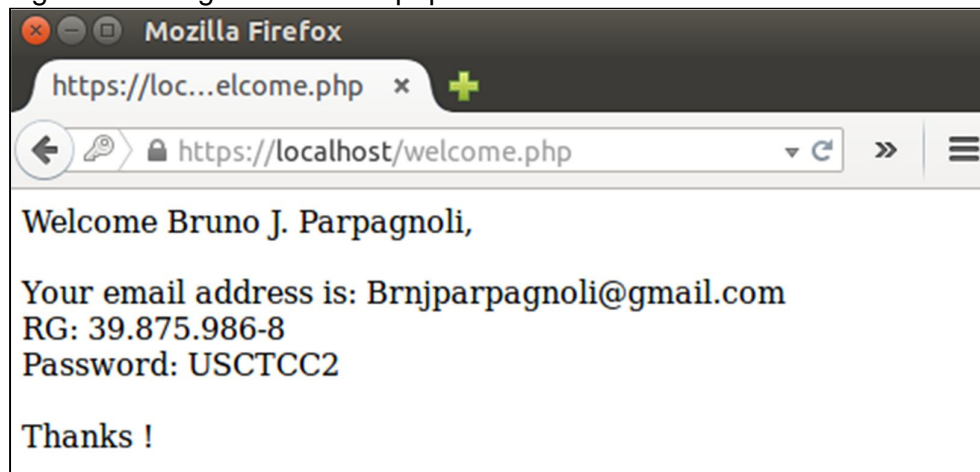 Mozilla Firefox
https://loc...elcome.php ×
https://localhost/welcome.php
Welcome Bruno J. Parpagnoli,
Your email address is: Brnjparpagnoli@gmail.com
RG: 39.875.986-8
Password: USCTCC2
Thanks !